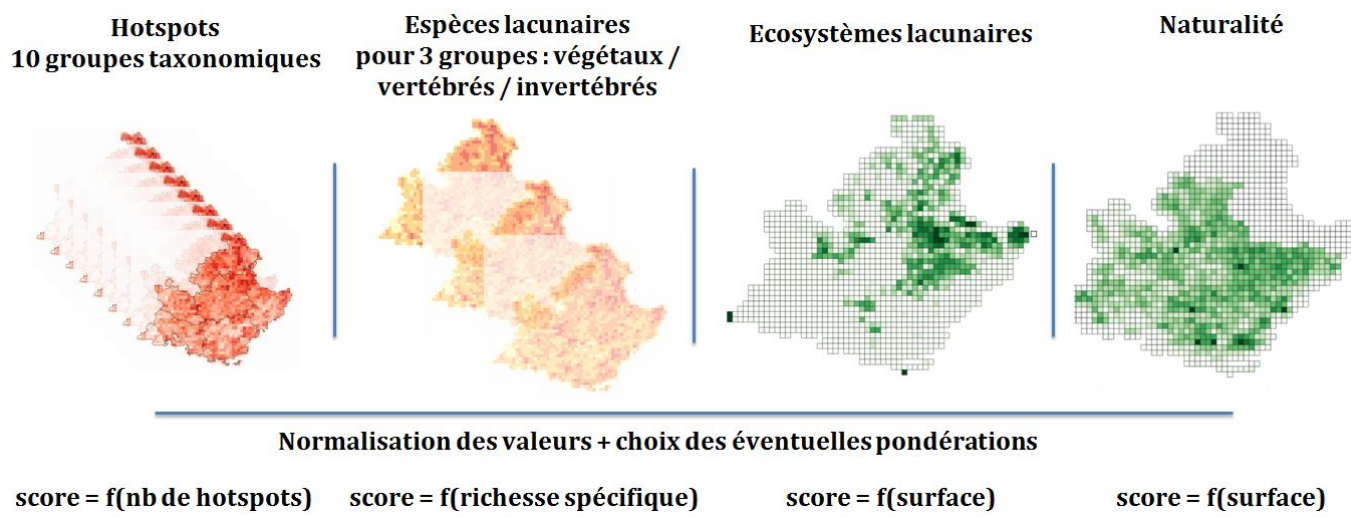 Hotspots
10 groupes taxonomiques
Espèces lacunaires
pour 3 groupes : végétaux /
vertébrés / invertébrés
Ecosystèmes lacunaires
Naturalité
Normalisation des valeurs + choix des éventuelles pondérations
score = f(nb de hotspots)
score = f(richesse spécifique)
score = f(surface)
score = f(surface)